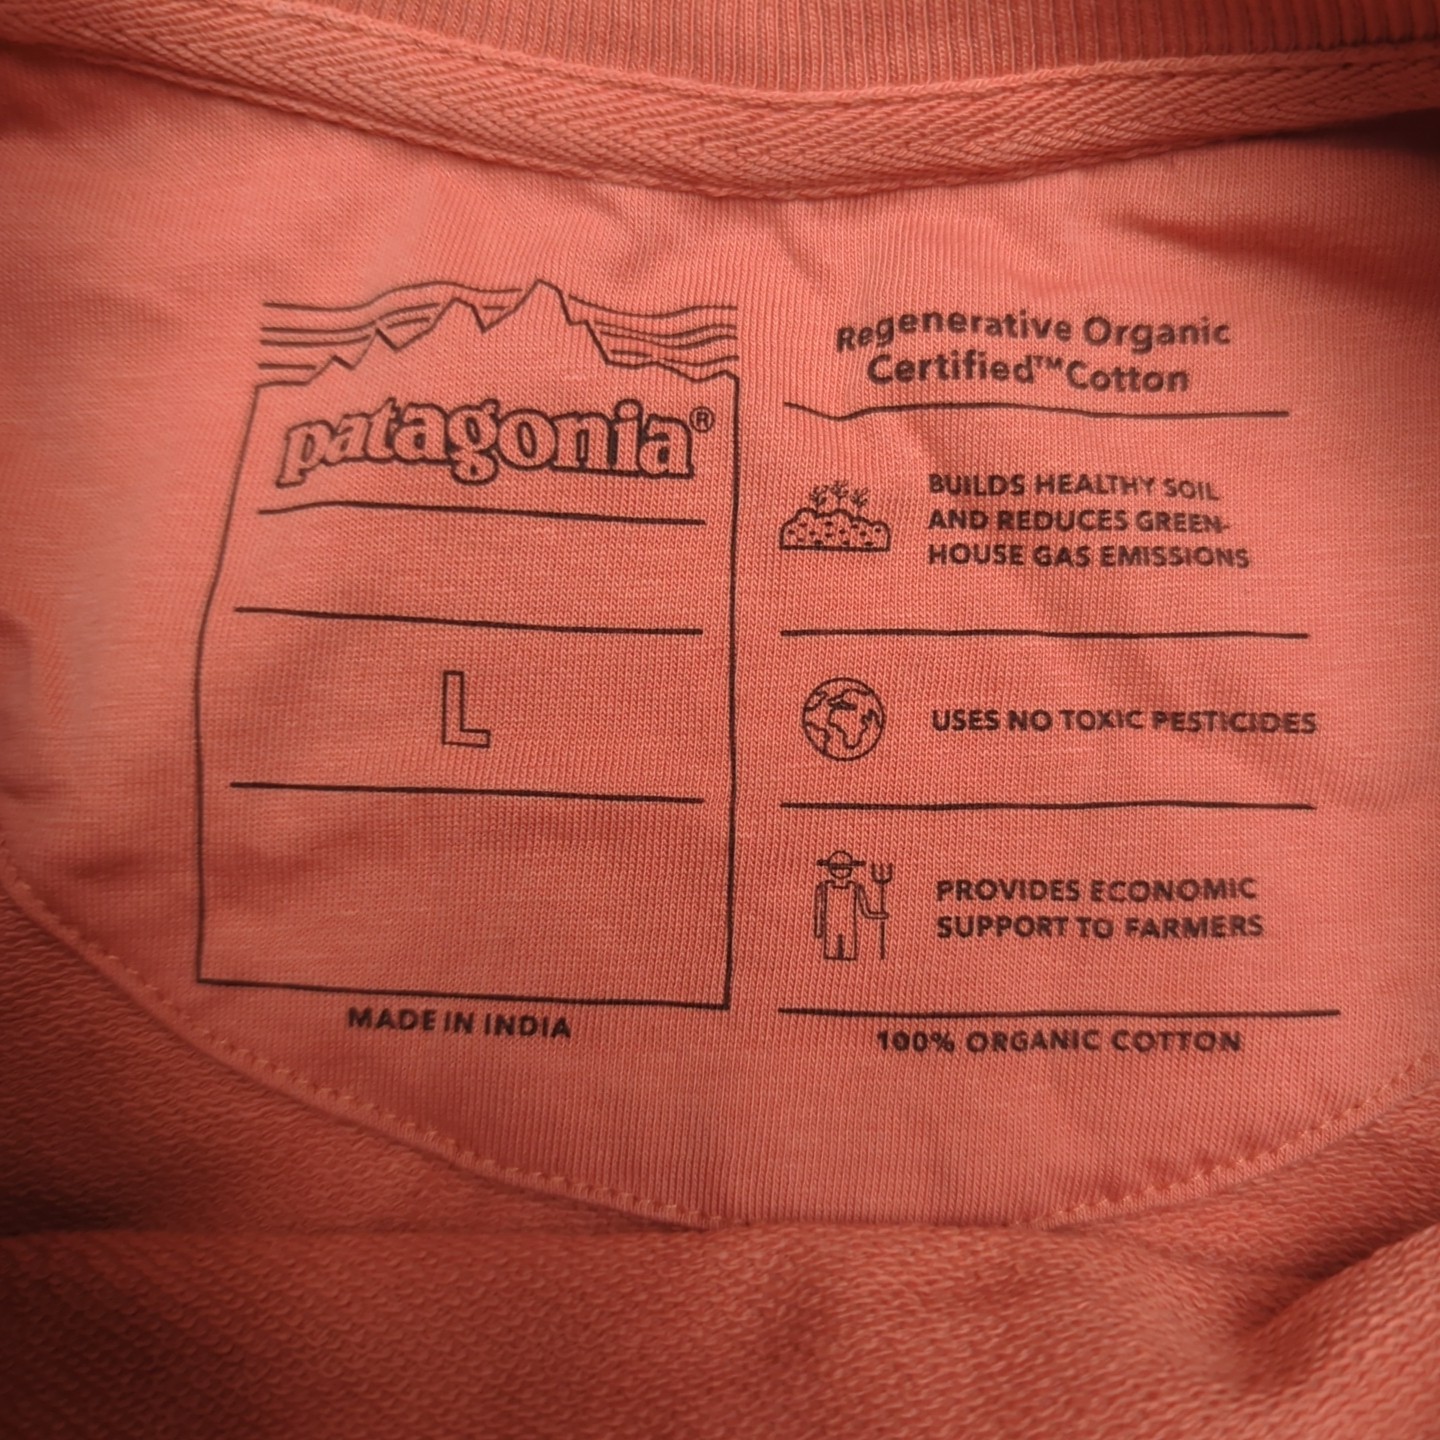 patagonia®
L
MADE IN INDIA
Regenerative Organic
Certified™ Cotton
BUILDS HEALTHY SOIL
AND REDUCES GREEN-
HOUSE GAS EMISSIONS
USES NO TOXIC PESTICIDES
PROVIDES ECONOMIC
SUPPORT TO FARMERS
100% ORGANIC COTTON